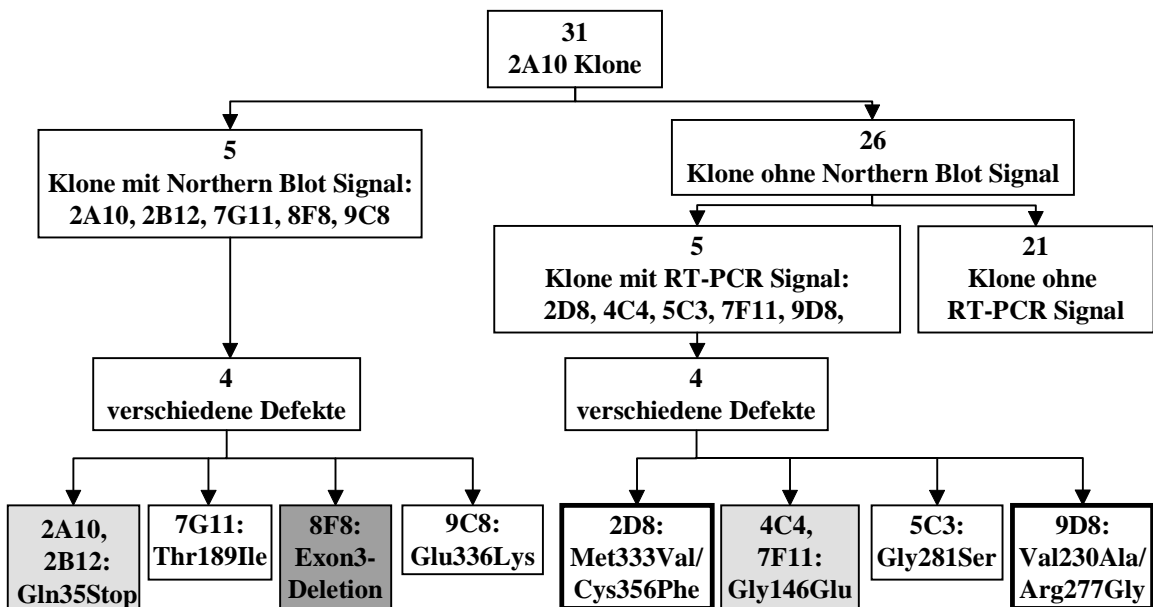 31
2A10 Klone
5
Klone mit Northern Blot Signal:
2A10, 2B12, 7G11, 8F8, 9C8
26
Klone ohne Northern Blot Signal
5
Klone mit RT-PCR Signal:
2D8, 4C4, 5C3, 7F11, 9D8,
21
Klone ohne
RT-PCR Signal
4
verschiedene Defekte
4
verschiedene Defekte
2A10,
2B12:
Gln35Stop
7G11:
Thr189Ile
8F8:
Exon3-
Deletion
9C8:
Glu336Lys
2D8:
Met333Val/
Cys356Phe
4C4,
7F11:
Gly146Glu
5C3:
Gly281Ser
9D8:
Val230Ala/
Arg277Gly